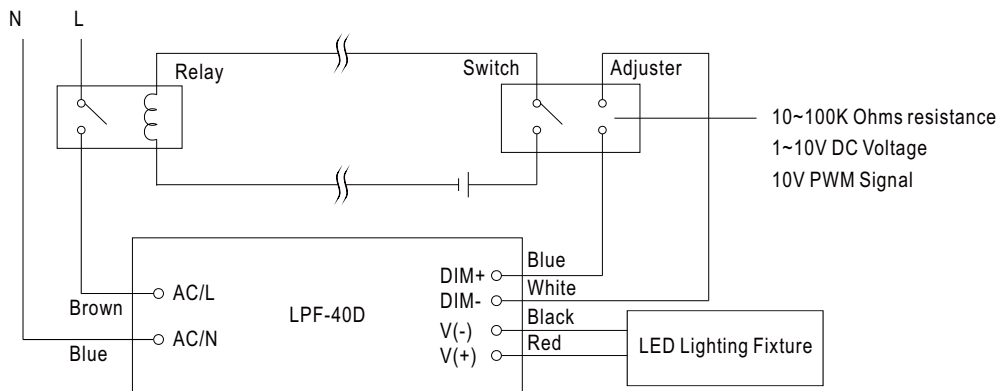 N L
Relay
Switch Adjuster
10~100K Ohms resistance
1~10V DC Voltage
10V PWM Signal
Blue
DIM+
White
DIM-
Black
V(-)
Red
V(+)
AC/L
Brown
LPF-40D
AC/N
Blue
LED Lighting Fixture